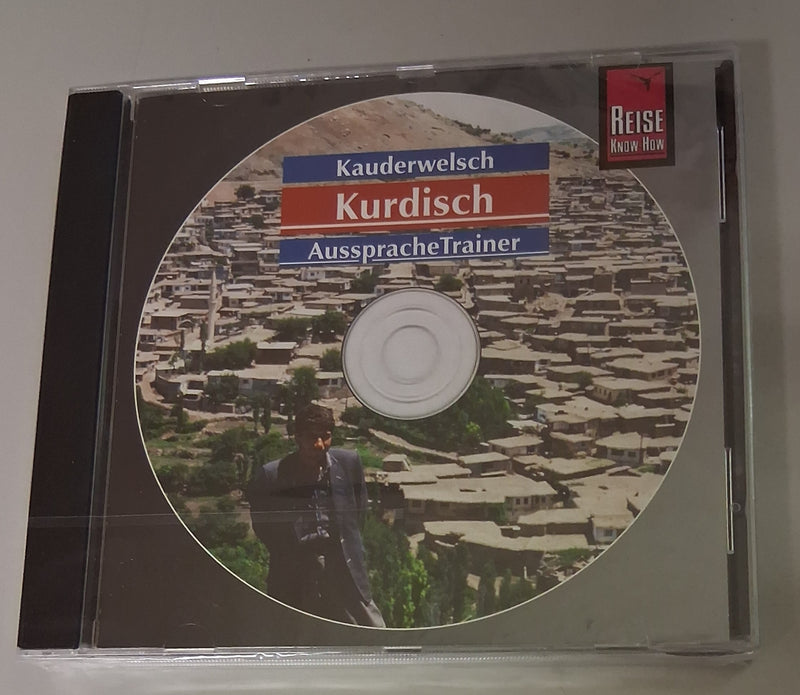 Kauderwelsch
Kurdisch
AusspracheTrainer
REISE
KNOW HOW